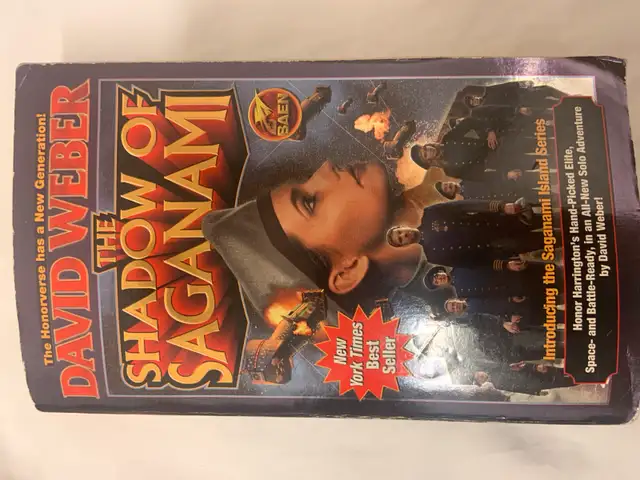 The Honorverse has a New Generation!
DAVID WEBER
THE
SHADOW OF
SAGANAMI
BAEN
New
York Times
Best
Seller
Introducing the Saganami Island Series
Honor Harrington's Hand-Picked Elite,
Space- and Battle-Ready, in an All-New Solo Adventure
by David Weber!